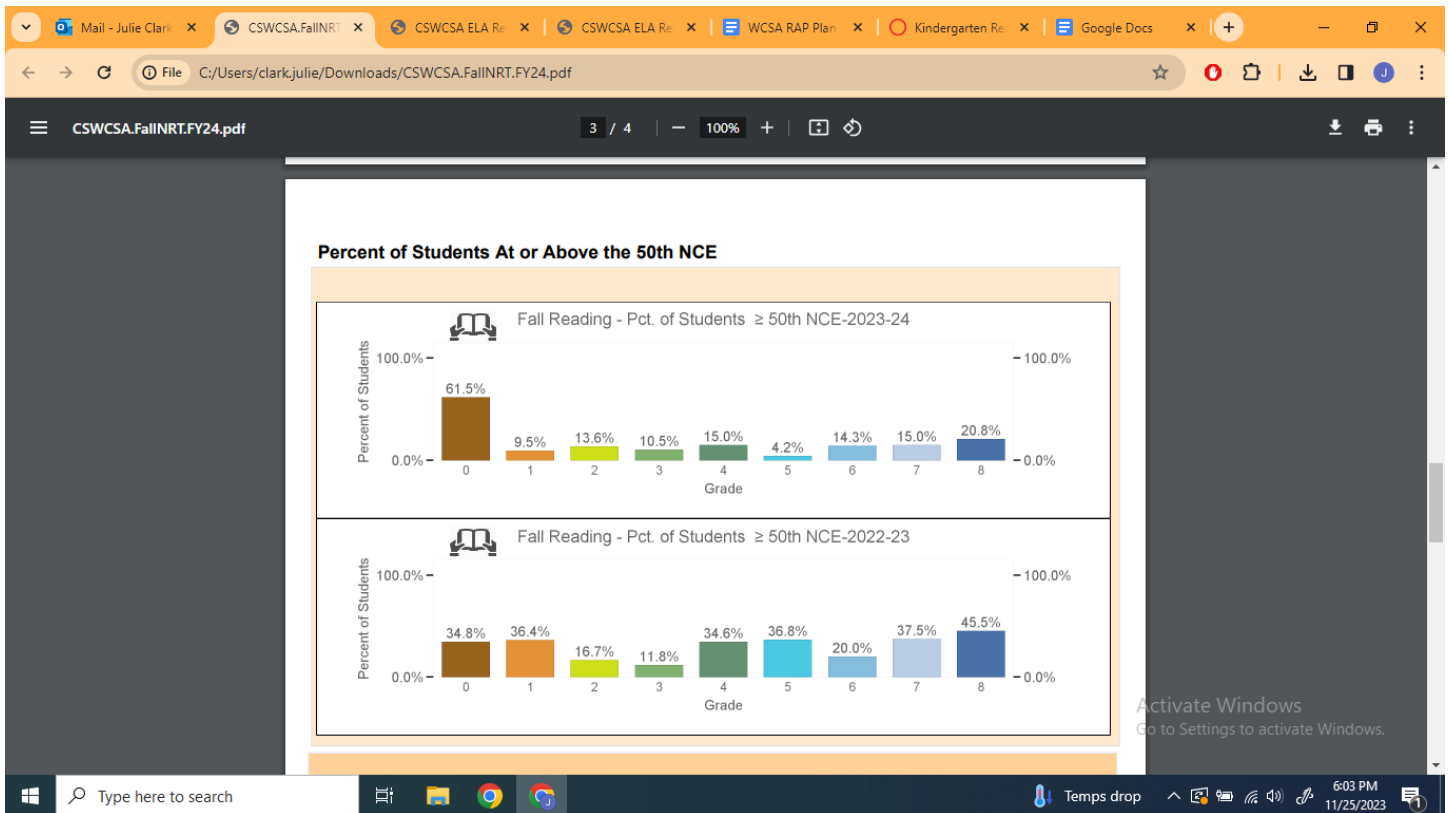 Mail - Julie Clark
CSWCSA.FallNRT
CSWCSA ELA Re
CSWCSA ELA Re
WCSA RAP Plan
Kindergarten Re
Google Docs
File C:/Users/clark.julie/Downloads/CSWCSA.FallNRT.FY24.pdf
J
CSWCSA.FallNRT.FY24.pdf
3 / 4
100%
Percent of Students At or Above the 50th NCE
Fall Reading - Pct. of Students ≥ 50th NCE-2023-24
Percent of Students
100.0%
100.0%
61.5%
9.5%
13.6%
10.5%
15.0%
4.2%
14.3%
15.0%
20.8%
0.0%
0.0%
0 1 2 3 4 5 6 7 8
Grade
Fall Reading - Pct. of Students ≥ 50th NCE-2022-23
Percent of Students
100.0%
100.0%
34.8%
36.4%
16.7%
11.8%
34.6%
36.8%
20.0%
37.5%
45.5%
0.0%
0.0%
0 1 2 3 4 5 6 7 8
Grade
Activate Windows
Go to Settings to activate Windows.
Type here to search
J
Temps drop
6:03 PM
11/25/2023
1